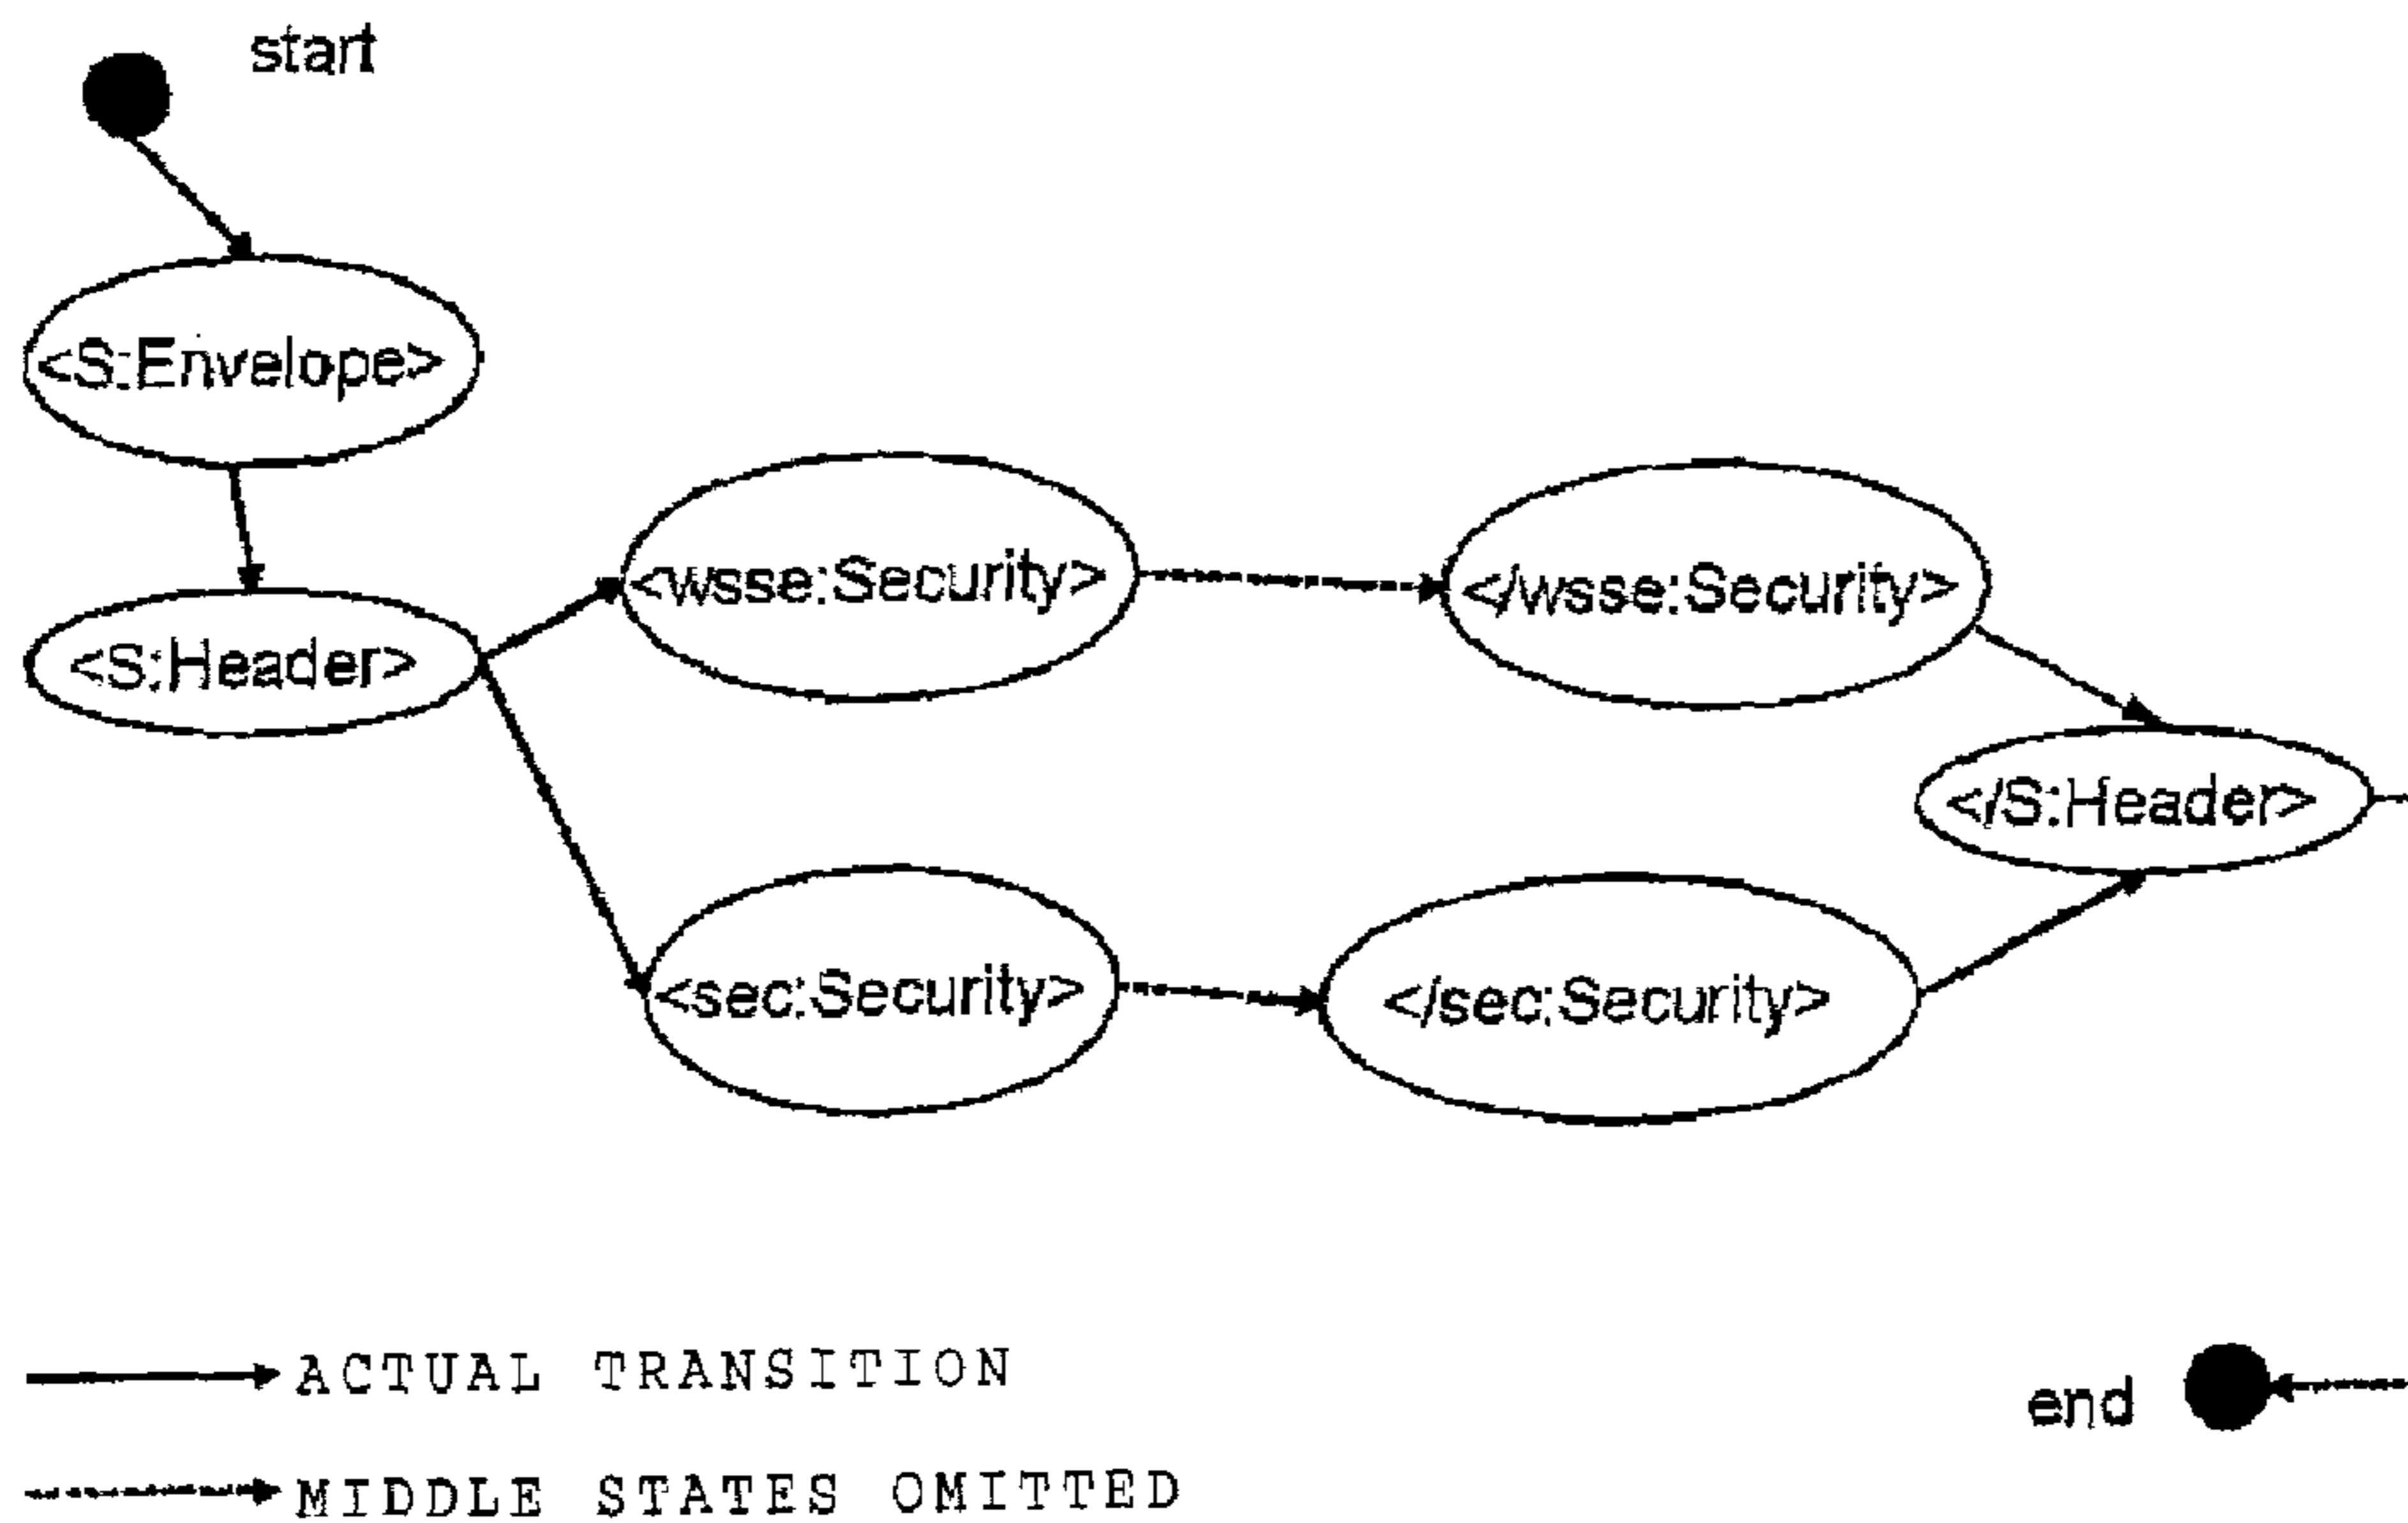 start
<S:Envelope>
<S:Header>
<wsse:Security>
</wsse:Security>
</S:Header>
<sec:Security>
</sec:Security>
ACTUAL TRANSITION
end
MIDDLE STATES OMITTED